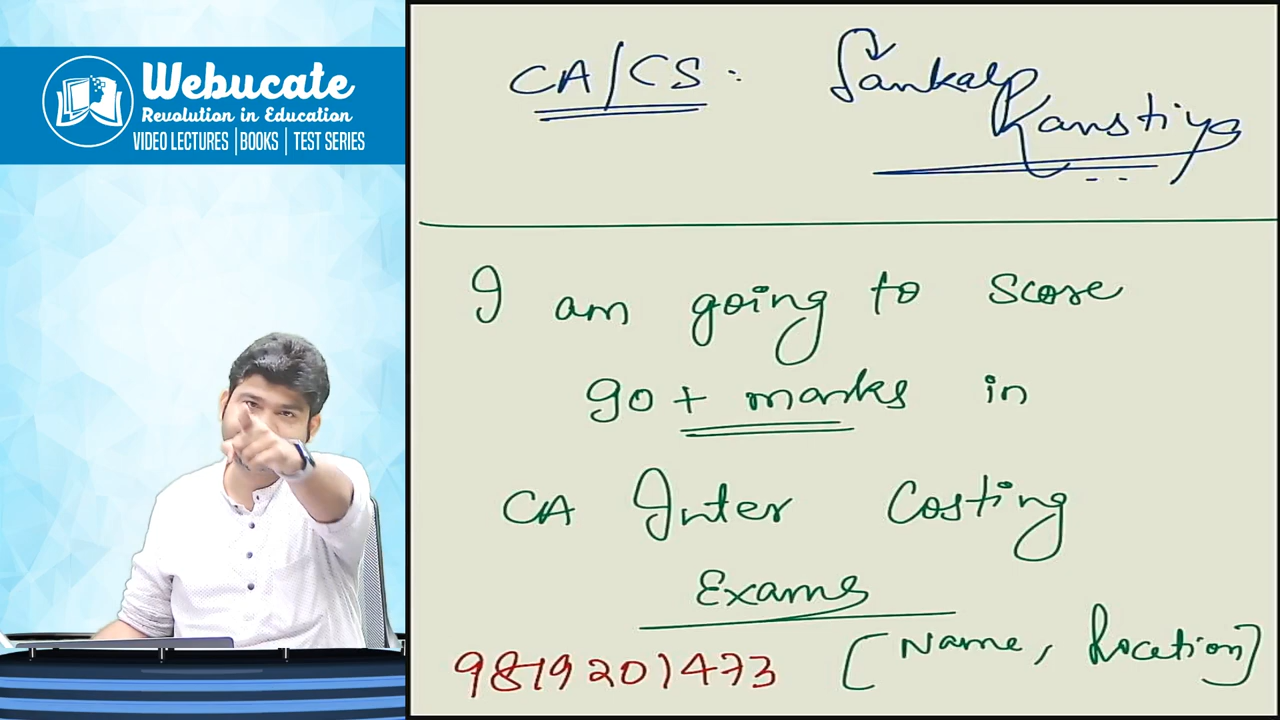 Webucate
Revolution in Education
VIDEO LECTURES | BOOKS | TEST SERIES
CA/CS: Sankalp
Kanstiya
I am going to score
90+ marks in
CA Inter Costing
Exams
9819201473 [Name, Location]